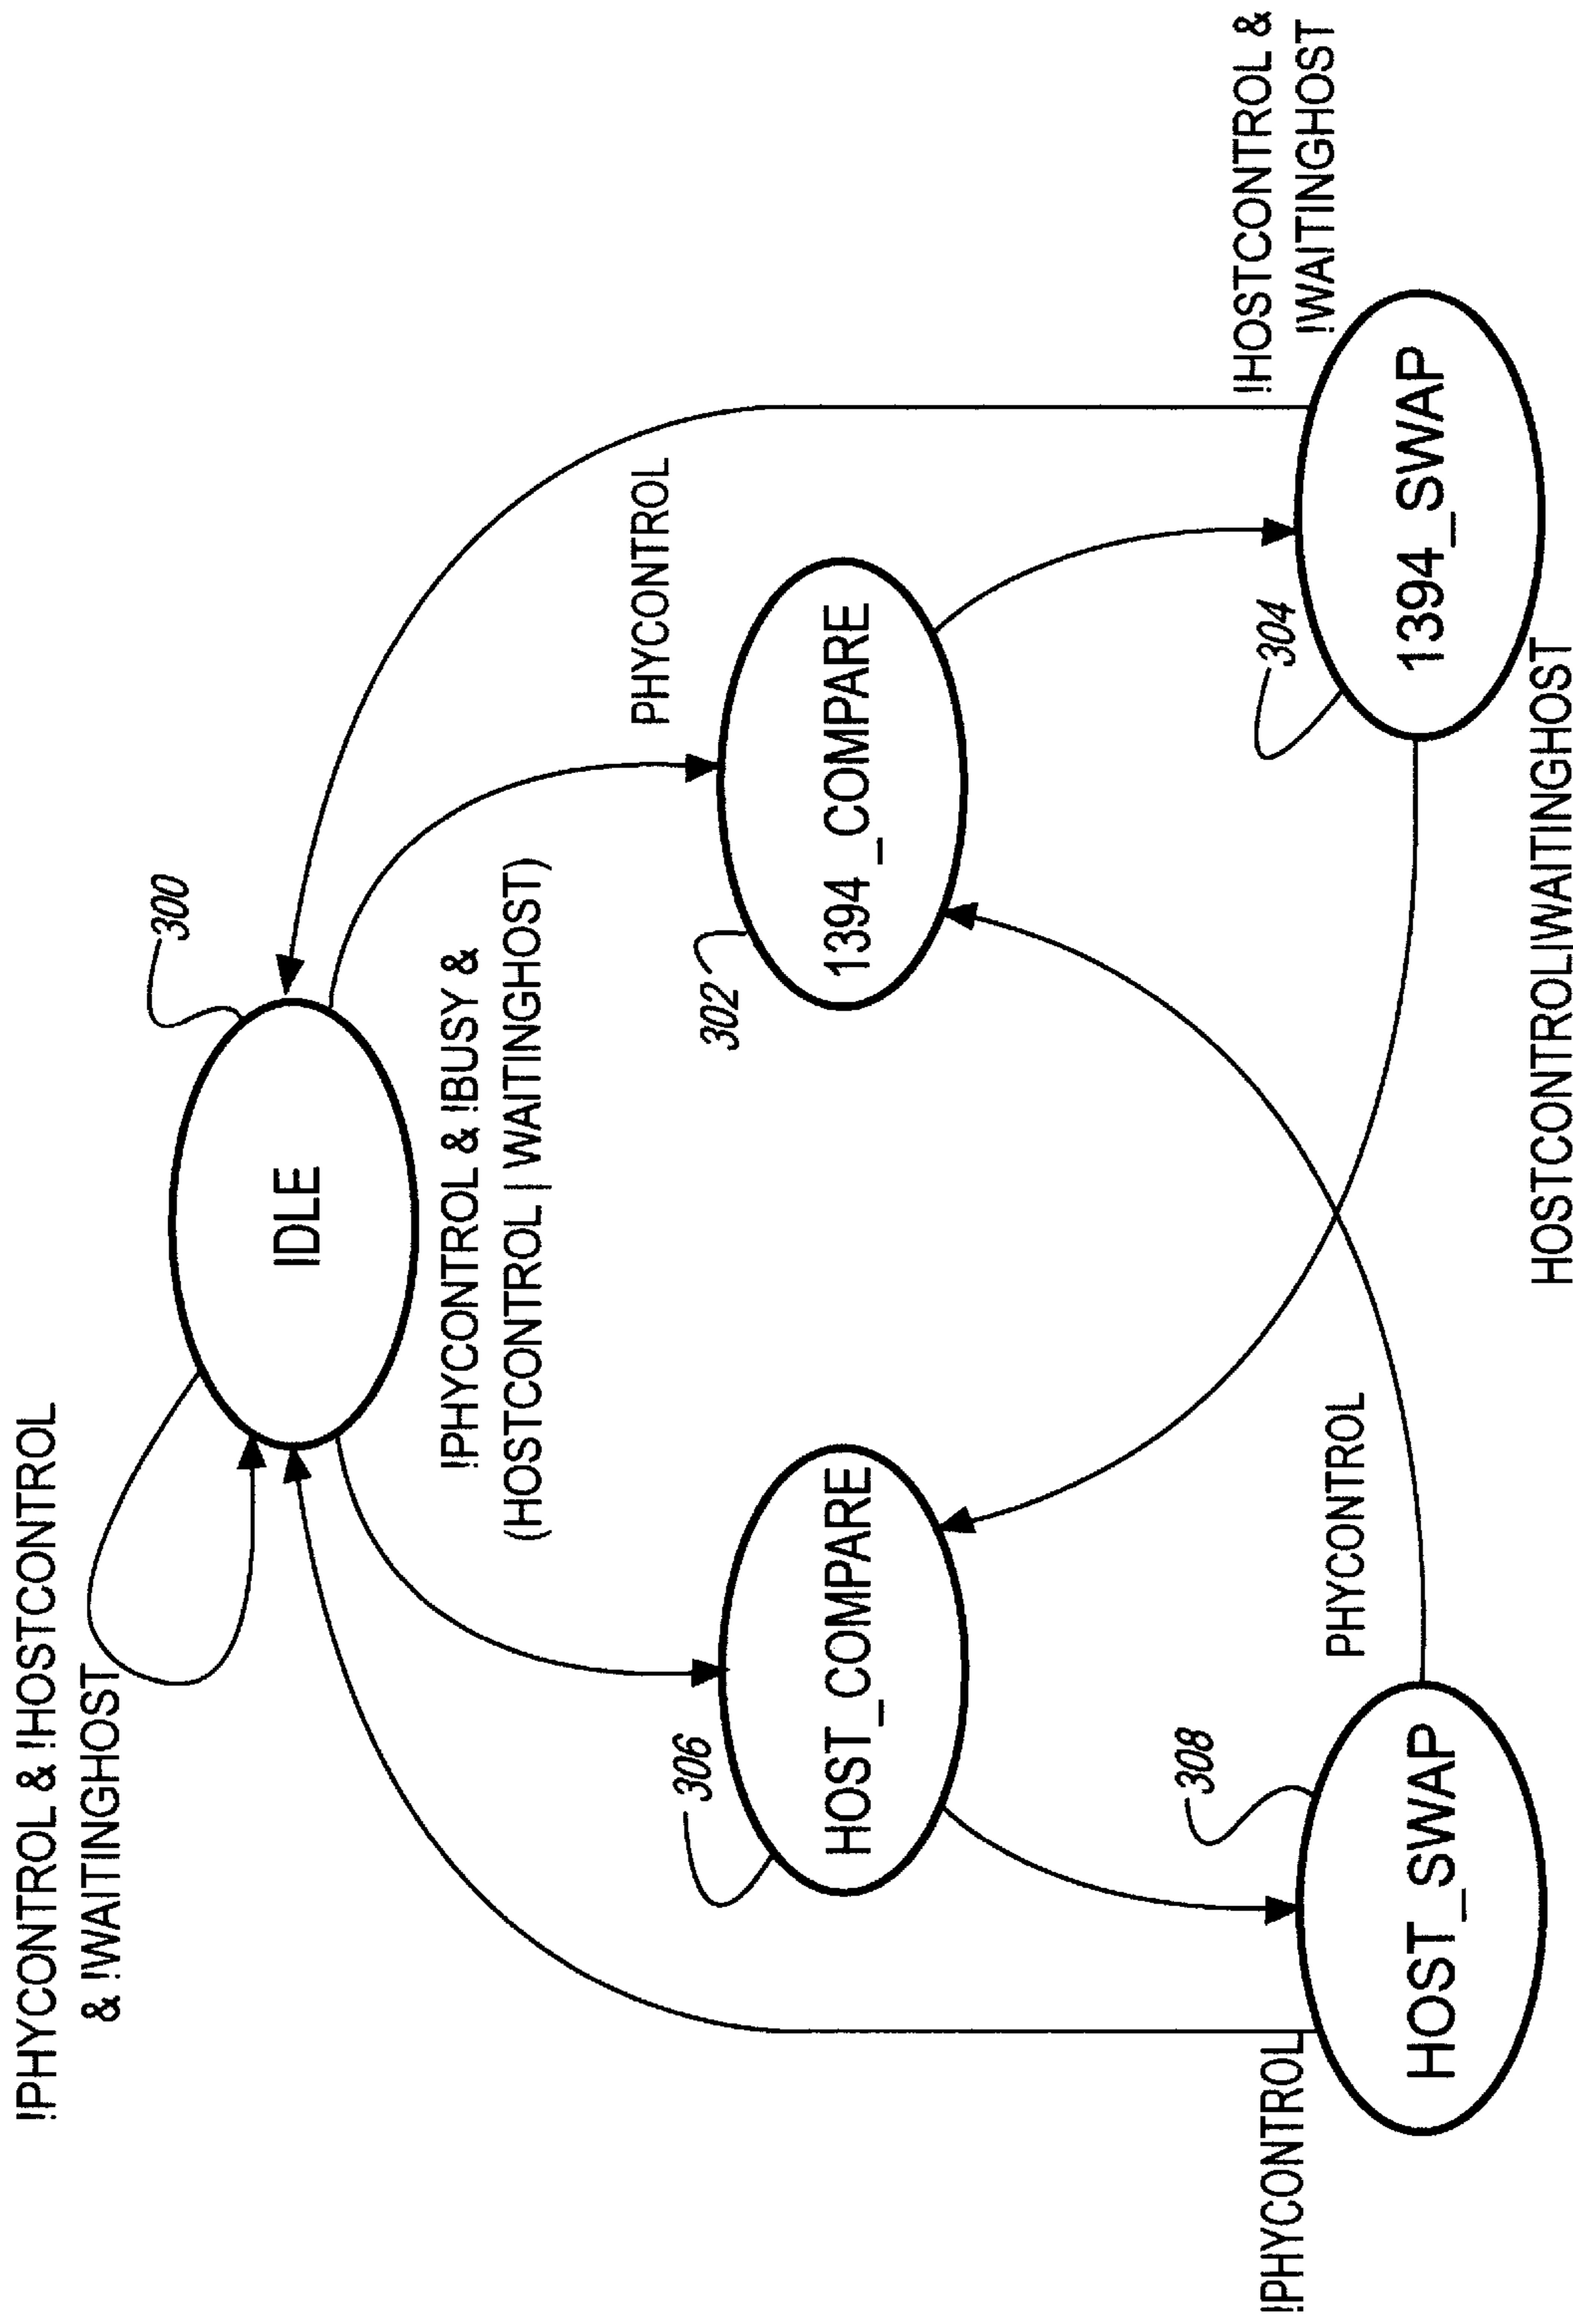 !PHYCONTROL & !HOSTCONTROL
& !WAITINGHOST
300
IDLE
!PHYCONTROL & !BUSY &
(HOSTCONTROL | WAITINGHOST)
PHYCONTROL
306
HOST_COMPARE
302
1394_COMPARE
!PHYCONTROL
308
HOST_SWAP
PHYCONTROL
304
1394_SWAP
!HOSTCONTROL &
!WAITINGHOST
HOSTCONTROL|WAITINGHOST